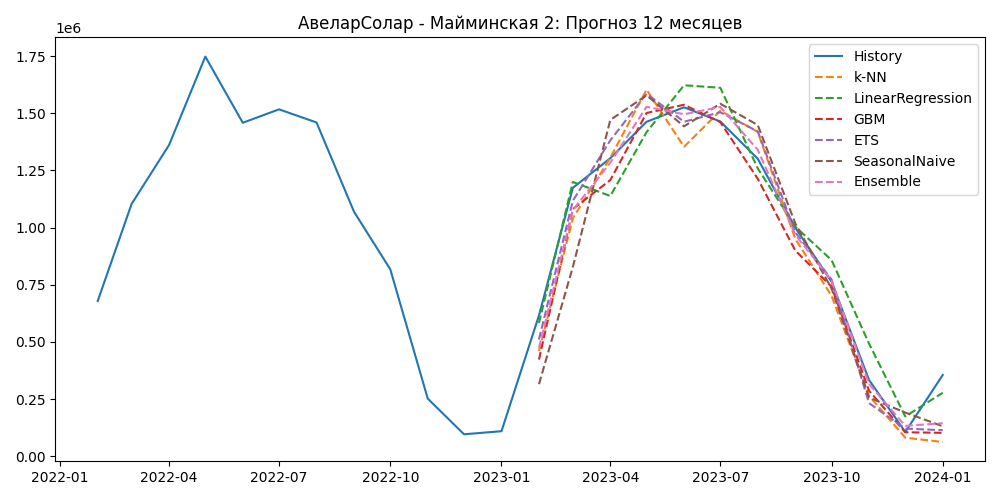 АвеларСолар - Майминская 2: Прогноз 12 месяцев
1e6
1.75
1.50
1.25
1.00
0.75
0.50
0.25
0.00
2022-01 2022-04 2022-07 2022-10 2023-01 2023-04 2023-07 2023-10 2024-01
History
k-NN
LinearRegression
GBM
ETS
SeasonalNaive
Ensemble